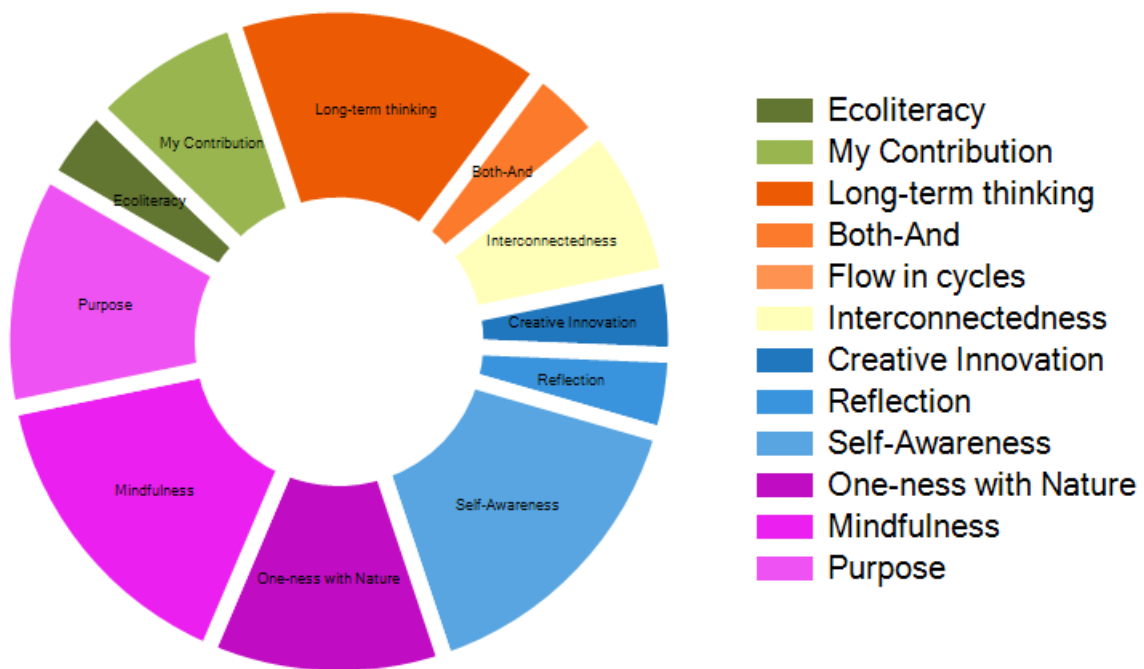 Long-term thinking
My Contribution
Both-And
Ecoliteracy
Interconnectedness
Purpose
Creative Innovation
Reflection
Mindfulness
Self-Awareness
One-ness with Nature
Ecoliteracy
My Contribution
Long-term thinking
Both-And
Flow in cycles
Interconnectedness
Creative Innovation
Reflection
Self-Awareness
One-ness with Nature
Mindfulness
Purpose